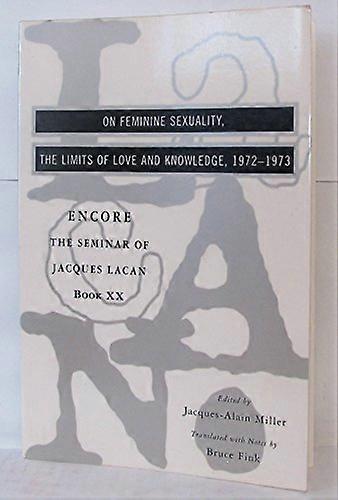 LACAN
ON FEMININE SEXUALITY,
THE LIMITS OF LOVE AND KNOWLEDGE, 1972–1973
ENCORE
THE SEMINAR OF
JACQUES LACAN
BOOK XX
Edited by
Jacques-Alain Miller
Translated with Notes by
Bruce Fink